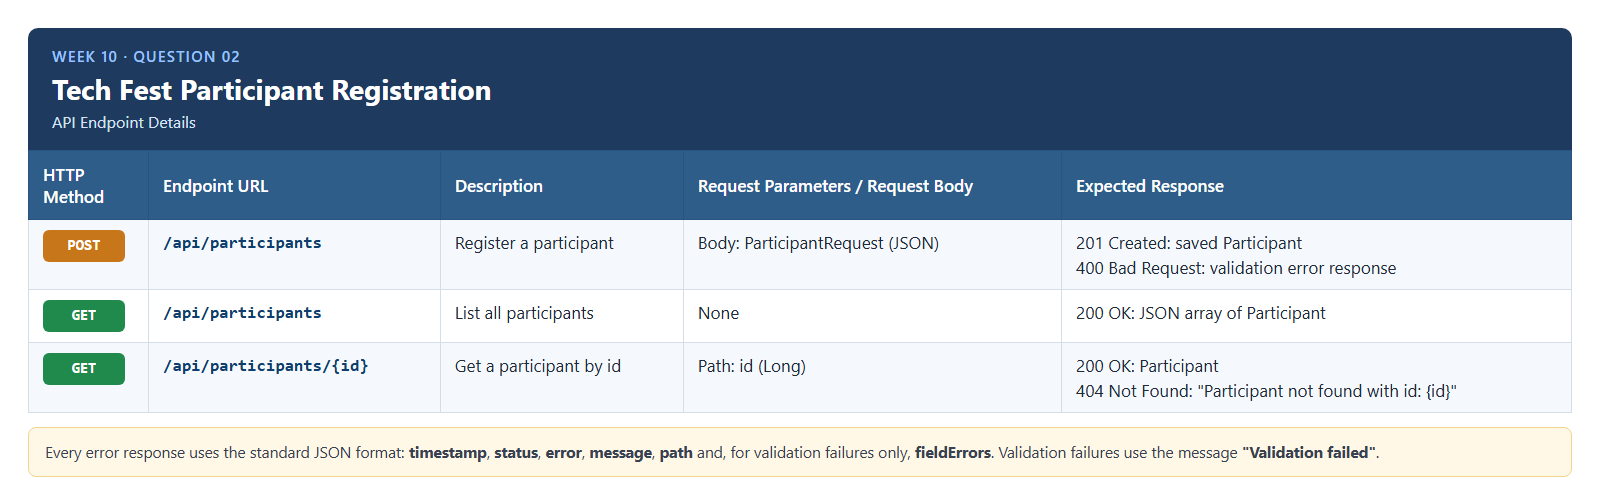 WEEK 10 · QUESTION 02
Tech Fest Participant Registration
API Endpoint Details
HTTP Method
Endpoint URL
Description
Request Parameters / Request Body
Expected Response
POST
/api/participants
Register a participant
Body: ParticipantRequest (JSON)
201 Created: saved Participant
400 Bad Request: validation error response
GET
/api/participants
List all participants
None
200 OK: JSON array of Participant
GET
/api/participants/{id}
Get a participant by id
Path: id (Long)
200 OK: Participant
404 Not Found: "Participant not found with id: {id}"
Every error response uses the standard JSON format: timestamp, status, error, message, path and, for validation failures only, fieldErrors. Validation failures use the message "Validation failed".